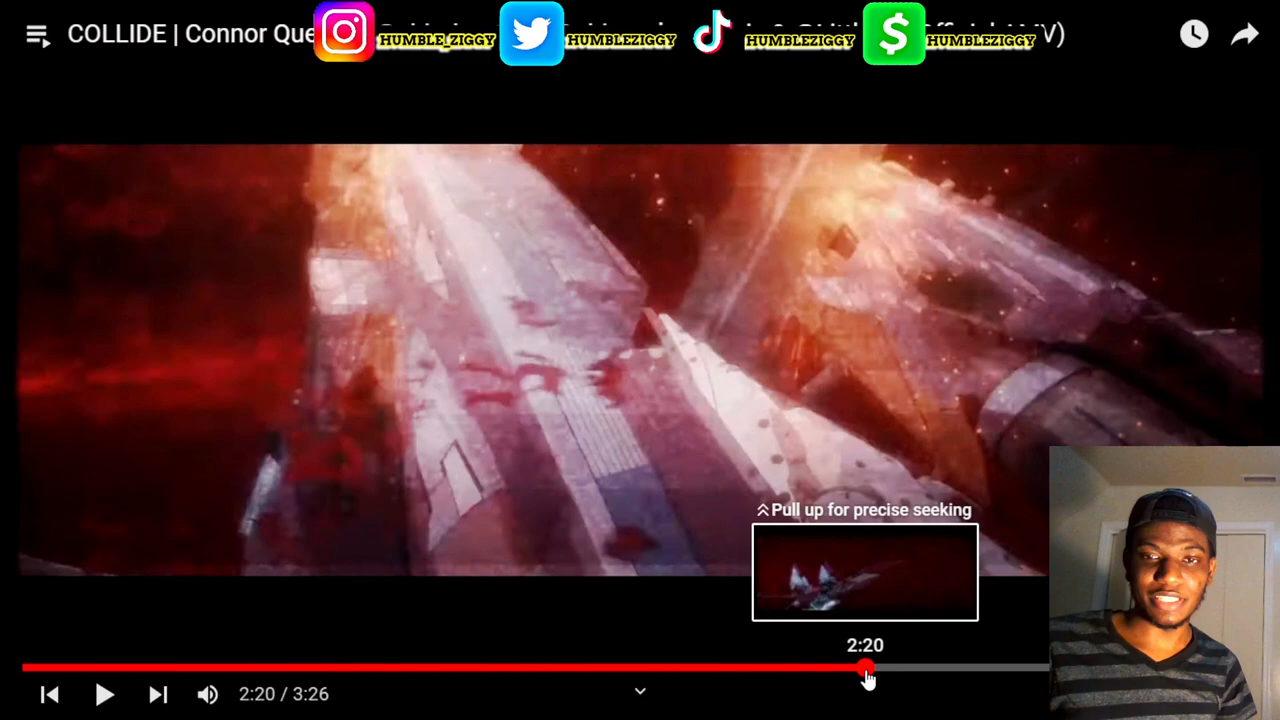 COLLIDE | Connor Que
V)
HUMBLE_ZIGGY
HUMBLEZIGGY
HUMBLEZIGGY
$
HUMBLEZIGGY
Pull up for precise seeking
2:20
2:20 / 3:26